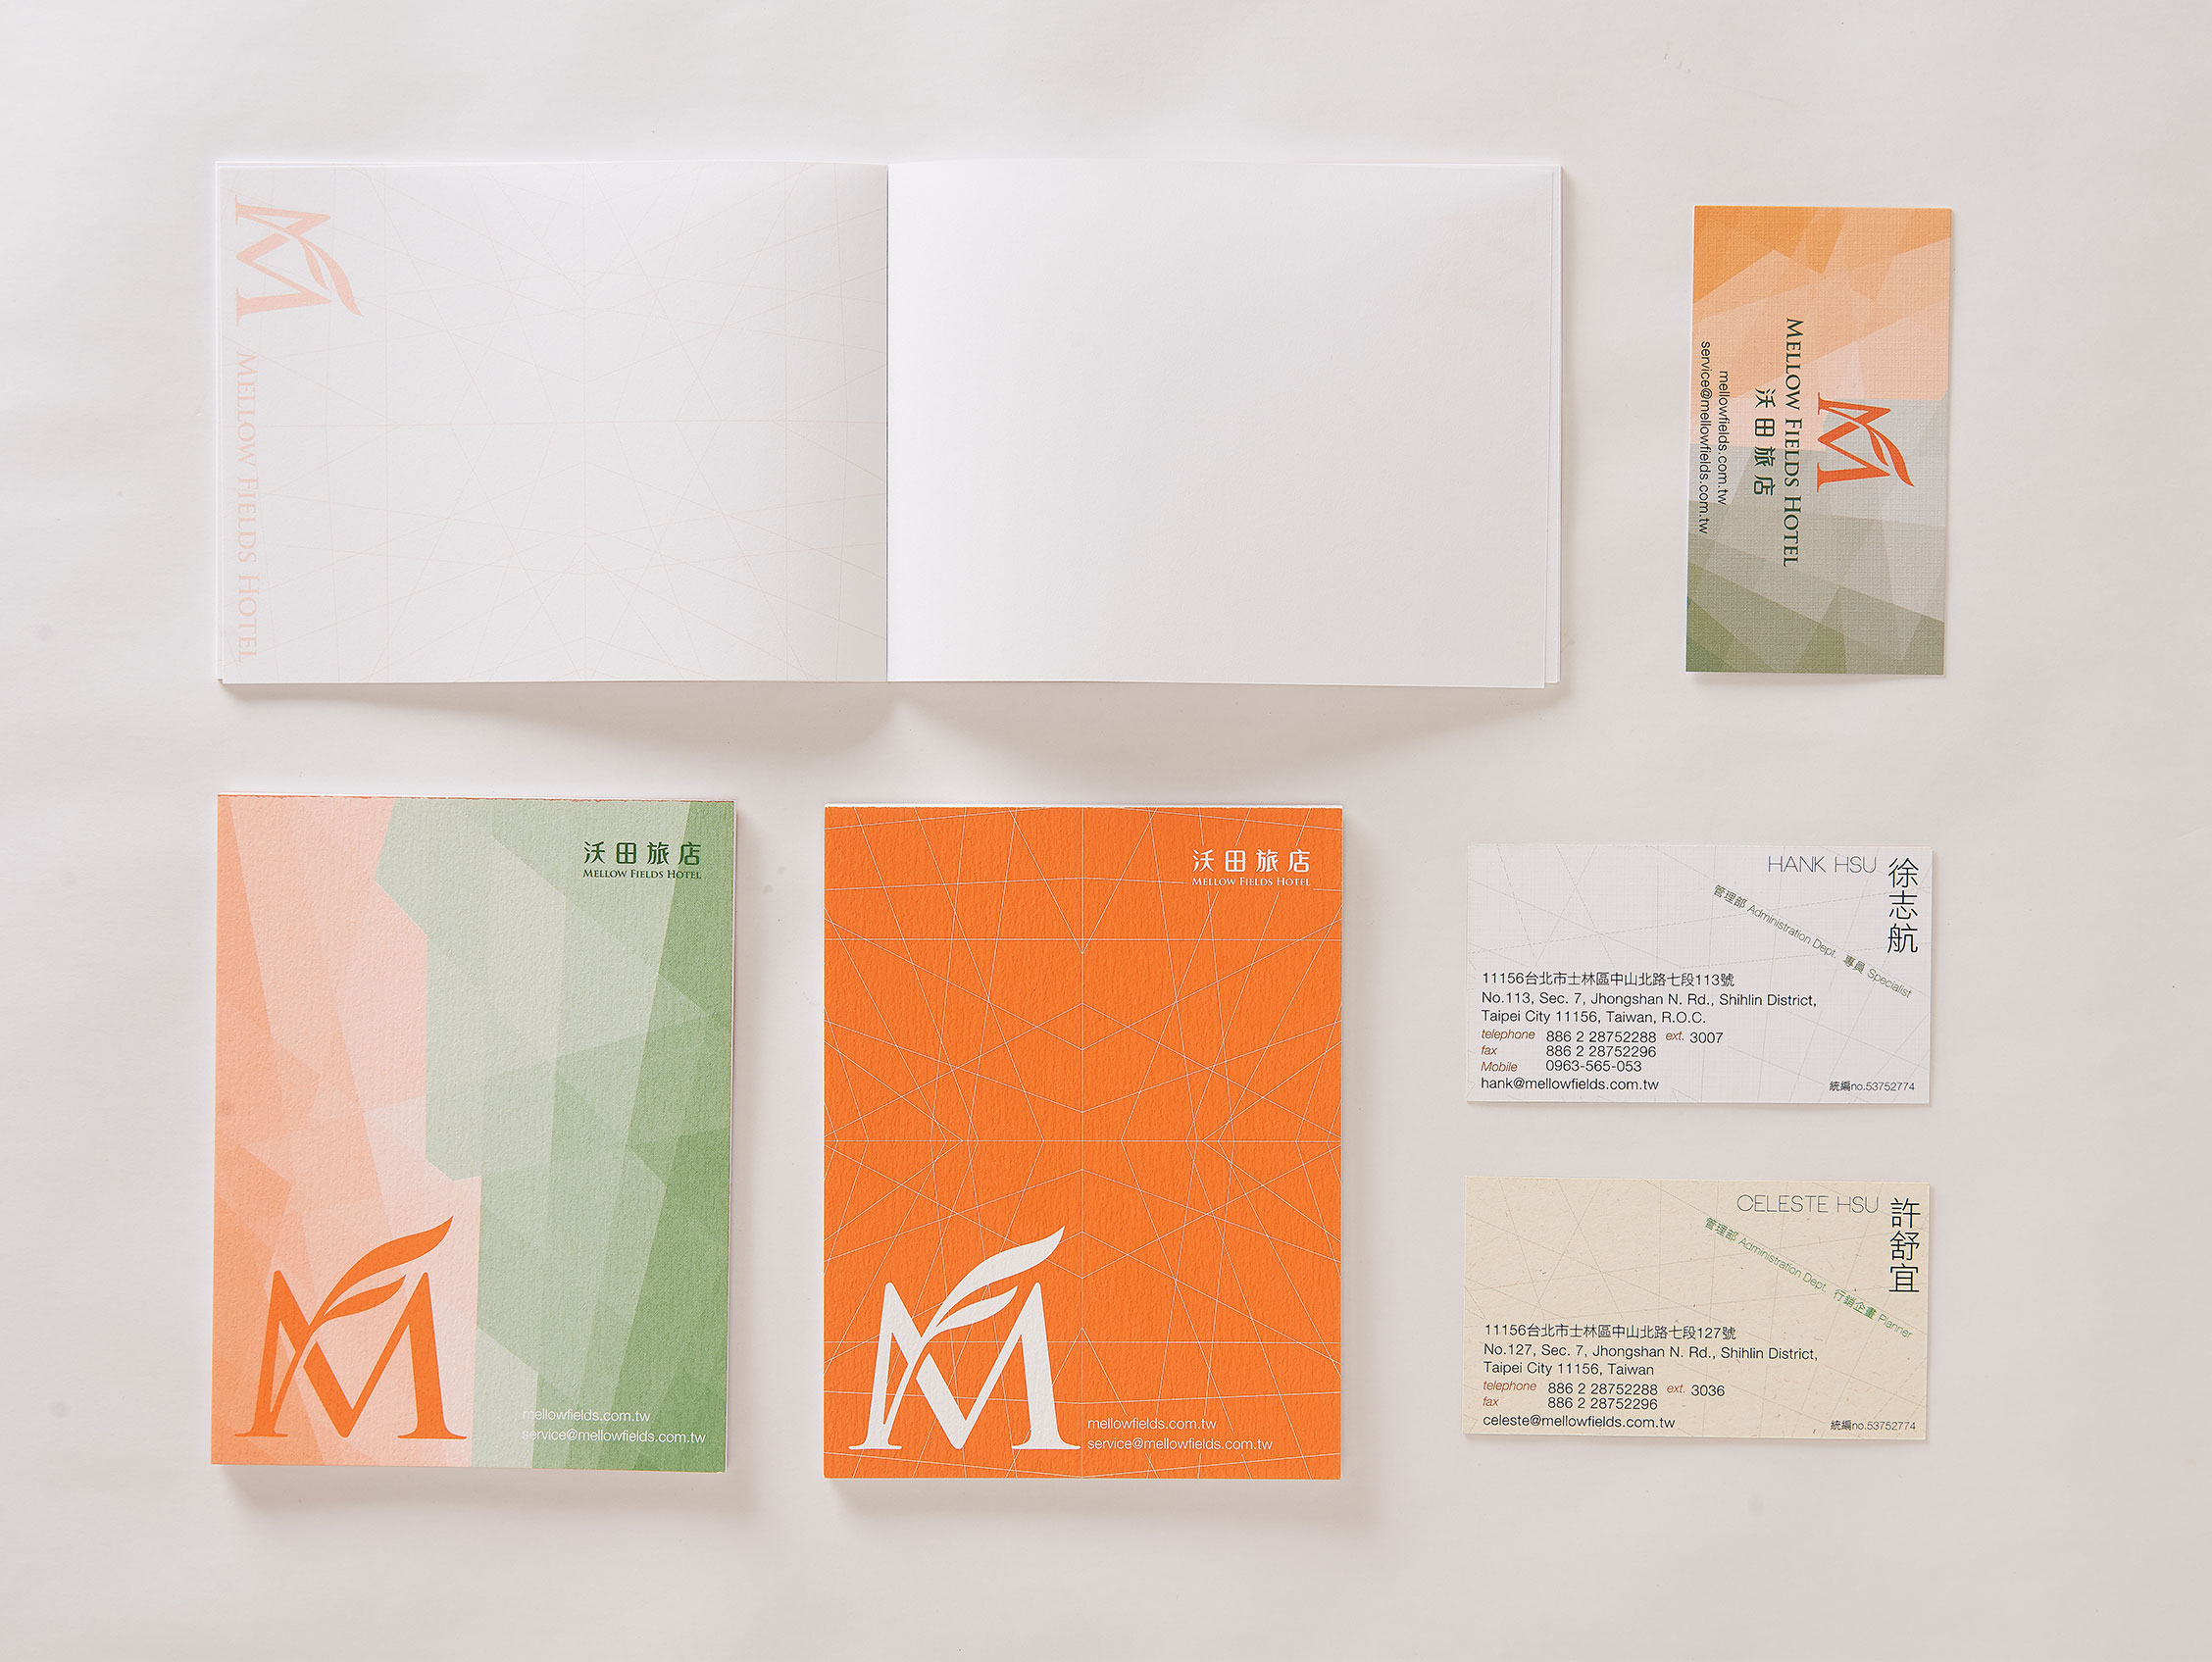 MELLOW FIELDS HOTEL
MELLOW FIELDS HOTEL
沃田旅店
mellowfields.com.tw
service@mellowfields.com.tw
沃田旅店
MELLOW FIELDS HOTEL
mellowfields.com.tw
service@mellowfields.com.tw
沃田旅店
MELLOW FIELDS HOTEL
mellowfields.com.tw
service@mellowfields.com.tw
HANK HSU
徐志航
管理部 Administration Dept. 專員 Specialist
11156台北市士林區中山北路七段113號
No.113, Sec. 7, Jhongshan N. Rd., Shihlin District,
Taipei City 11156, Taiwan, R.O.C.
telephone 886 2 28752288 ext. 3007
fax 886 2 28752296
Mobile 0963-565-053
hank@mellowfields.com.tw
統編no.53752774
CELESTE HSU
許舒宜
管理部 Administration Dept. 行銷企畫 Planner
11156台北市士林區中山北路七段127號
No.127, Sec. 7, Jhongshan N. Rd., Shihlin District,
Taipei City 11156, Taiwan
telephone 886 2 28752288 ext. 3036
fax 886 2 28752296
celeste@mellowfields.com.tw
統編no.53752774